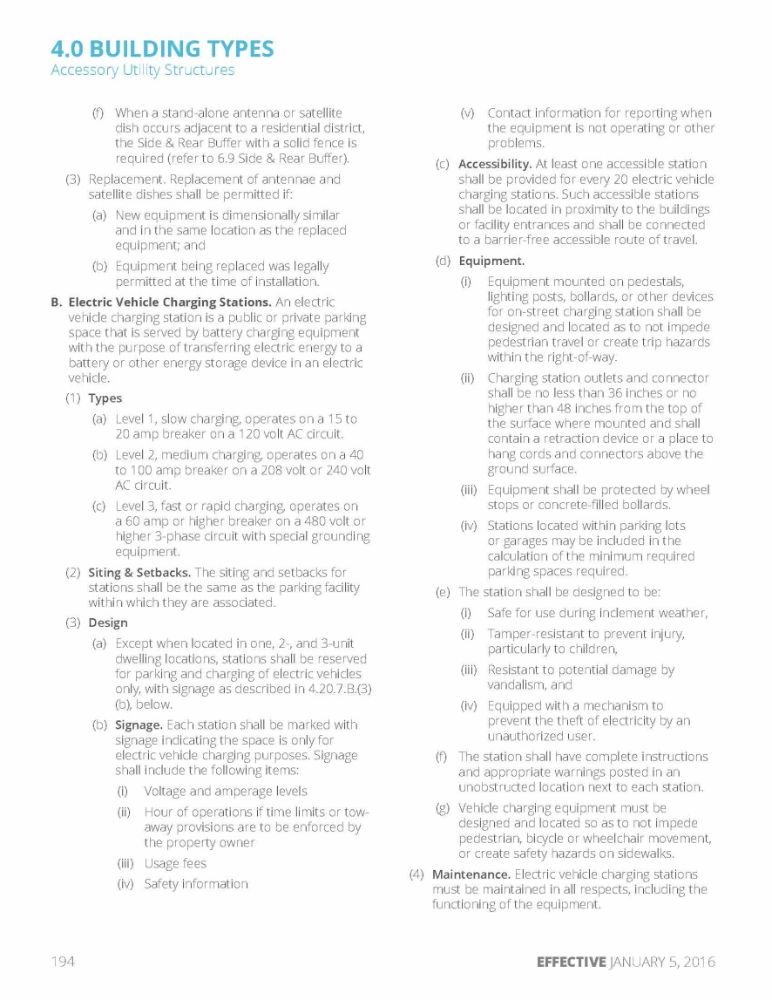 4.0 BUILDING TYPES
Accessory Utility Structures
(f) When a stand-alone antenna or satellite
dish occurs adjacent to a residential district,
the Side & Rear Buffer with a solid fence is
required (refer to 6.9 Side & Rear Buffer).
(3) Replacement. Replacement of antennae and
satellite dishes shall be permitted if:
(a) New equipment is dimensionally similar
and in the same location as the replaced
equipment; and
(b) Equipment being replaced was legally
permitted at the time of installation.
B. Electric Vehicle Charging Stations. An electric
vehicle charging station is a public or private parking
space that is served by battery charging equipment
with the purpose of transferring electric energy to a
battery or other energy storage device in an electric
vehicle.
(1) Types
(a) Level 1, slow charging, operates on a 15 to
20 amp breaker on a 120 volt AC circuit.
(b) Level 2, medium charging, operates on a 40
to 100 amp breaker on a 208 volt or 240 volt
AC circuit.
(c) Level 3, fast or rapid charging, operates on
a 60 amp or higher breaker on a 480 volt or
higher 3-phase circuit with special grounding
equipment.
(2) Siting & Setbacks. The siting and setbacks for
stations shall be the same as the parking facility
within which they are associated.
(3) Design
(a) Except when located in one, 2-, and 3-unit
dwelling locations, stations shall be reserved
for parking and charging of electric vehicles
only, with signage as described in 4.20.7.B.(3)
(b), below.
(b) Signage. Each station shall be marked with
signage indicating the space is only for
electric vehicle charging purposes. Signage
shall include the following items:
(i) Voltage and amperage levels
(ii) Hour of operations if time limits or tow-
away provisions are to be enforced by
the property owner
(iii) Usage fees
(iv) Safety information
(v) Contact information for reporting when
the equipment is not operating or other
problems.
(c) Accessibility. At least one accessible station
shall be provided for every 20 electric vehicle
charging stations. Such accessible stations
shall be located in proximity to the buildings
or facility entrances and shall be connected
to a barrier-free accessible route of travel.
(d) Equipment.
(i) Equipment mounted on pedestals,
lighting posts, bollards, or other devices
for on-street charging station shall be
designed and located as to not impede
pedestrian travel or create trip hazards
within the right-of-way.
(ii) Charging station outlets and connector
shall be no less than 36 inches or no
higher than 48 inches from the top of
the surface where mounted and shall
contain a retraction device or a place to
hang cords and connectors above the
ground surface.
(iii) Equipment shall be protected by wheel
stops or concrete-filled bollards.
(iv) Stations located within parking lots
or garages may be included in the
calculation of the minimum required
parking spaces required.
(e) The station shall be designed to be:
(i) Safe for use during inclement weather,
(ii) Tamper-resistant to prevent injury,
particularly to children,
(iii) Resistant to potential damage by
vandalism, and
(iv) Equipped with a mechanism to
prevent the theft of electricity by an
unauthorized user.
(f) The station shall have complete instructions
and appropriate warnings posted in an
unobstructed location next to each station.
(g) Vehicle charging equipment must be
designed and located so as to not impede
pedestrian, bicycle or wheelchair movement,
or create safety hazards on sidewalks.
(4) Maintenance. Electric vehicle charging stations
must be maintained in all respects, including the
functioning of the equipment.
194
EFFECTIVE JANUARY 5, 2016